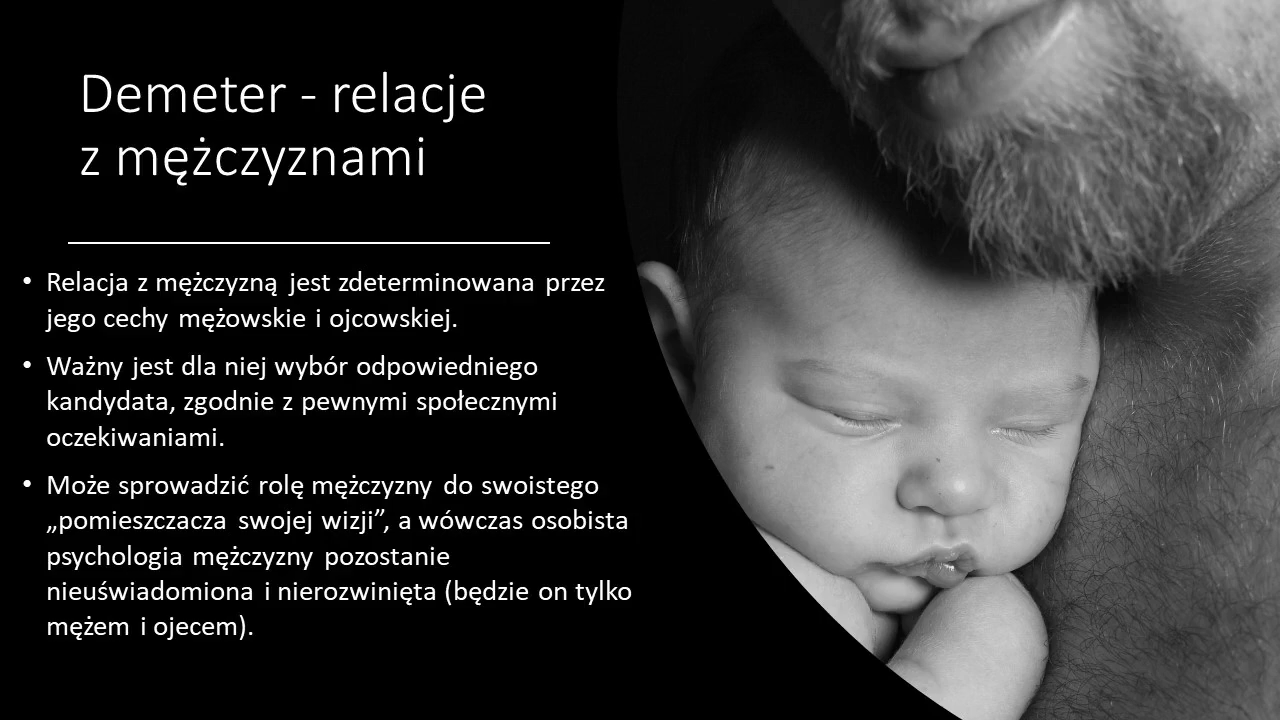 Demeter - relacje
z mężczyznami
• Relacja z mężczyzną jest zdeterminowana przez
jego cechy mężowskie i ojcowskiej.
• Ważny jest dla niej wybór odpowiedniego
kandydata, zgodnie z pewnymi społecznymi
oczekiwaniami.
• Może sprowadzić rolę mężczyzny do swoistego
„pomieszczacza swojej wizji”, a wówczas osobista
psychologia mężczyzny pozostanie
nieuświadomiona i nierozwinięta (będzie on tylko
mężem i ojecem).